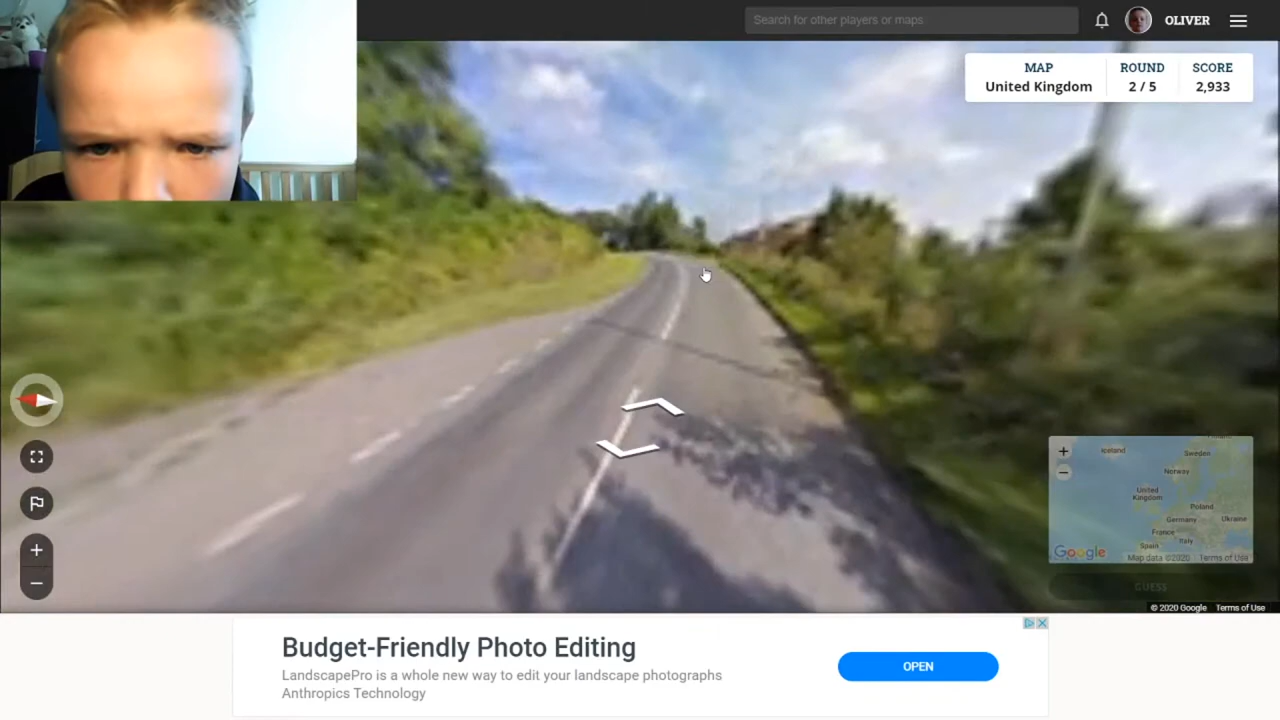 Search for other players or maps
OLIVER
MAP
United Kingdom
ROUND
2 / 5
SCORE
2,933
+
−
Iceland
Sweden
Norway
United
Kingdom
Poland
Germany
Ukraine
France
Italy
Spain
Google
Map data ©2020
Terms of Use
GUESS
© 2020 Google
Terms of Use
+
−
Budget-Friendly Photo Editing
LandscapePro is a whole new way to edit your landscape photographs
Anthropics Technology
OPEN